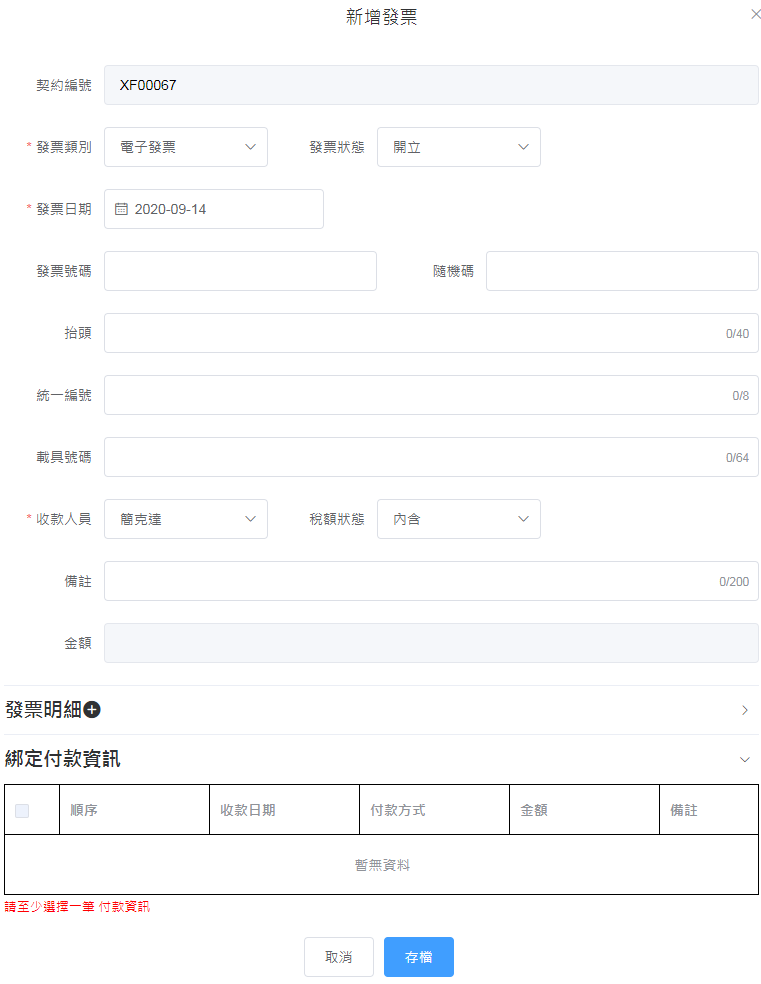 新增發票
契約編號 XF00067
* 發票類別 電子發票 發票狀態 開立
* 發票日期 2020-09-14
發票號碼 隨機碼
抬頭 0/40
統一編號 0/8
載具號碼 0/64
* 收款人員 簡克達 稅額狀態 內含
備註 0/200
金額
發票明細
綁定付款資訊
順序 收款日期 付款方式 金額 備註
暫無資料
請至少選擇一筆 付款資訊
取消 存檔